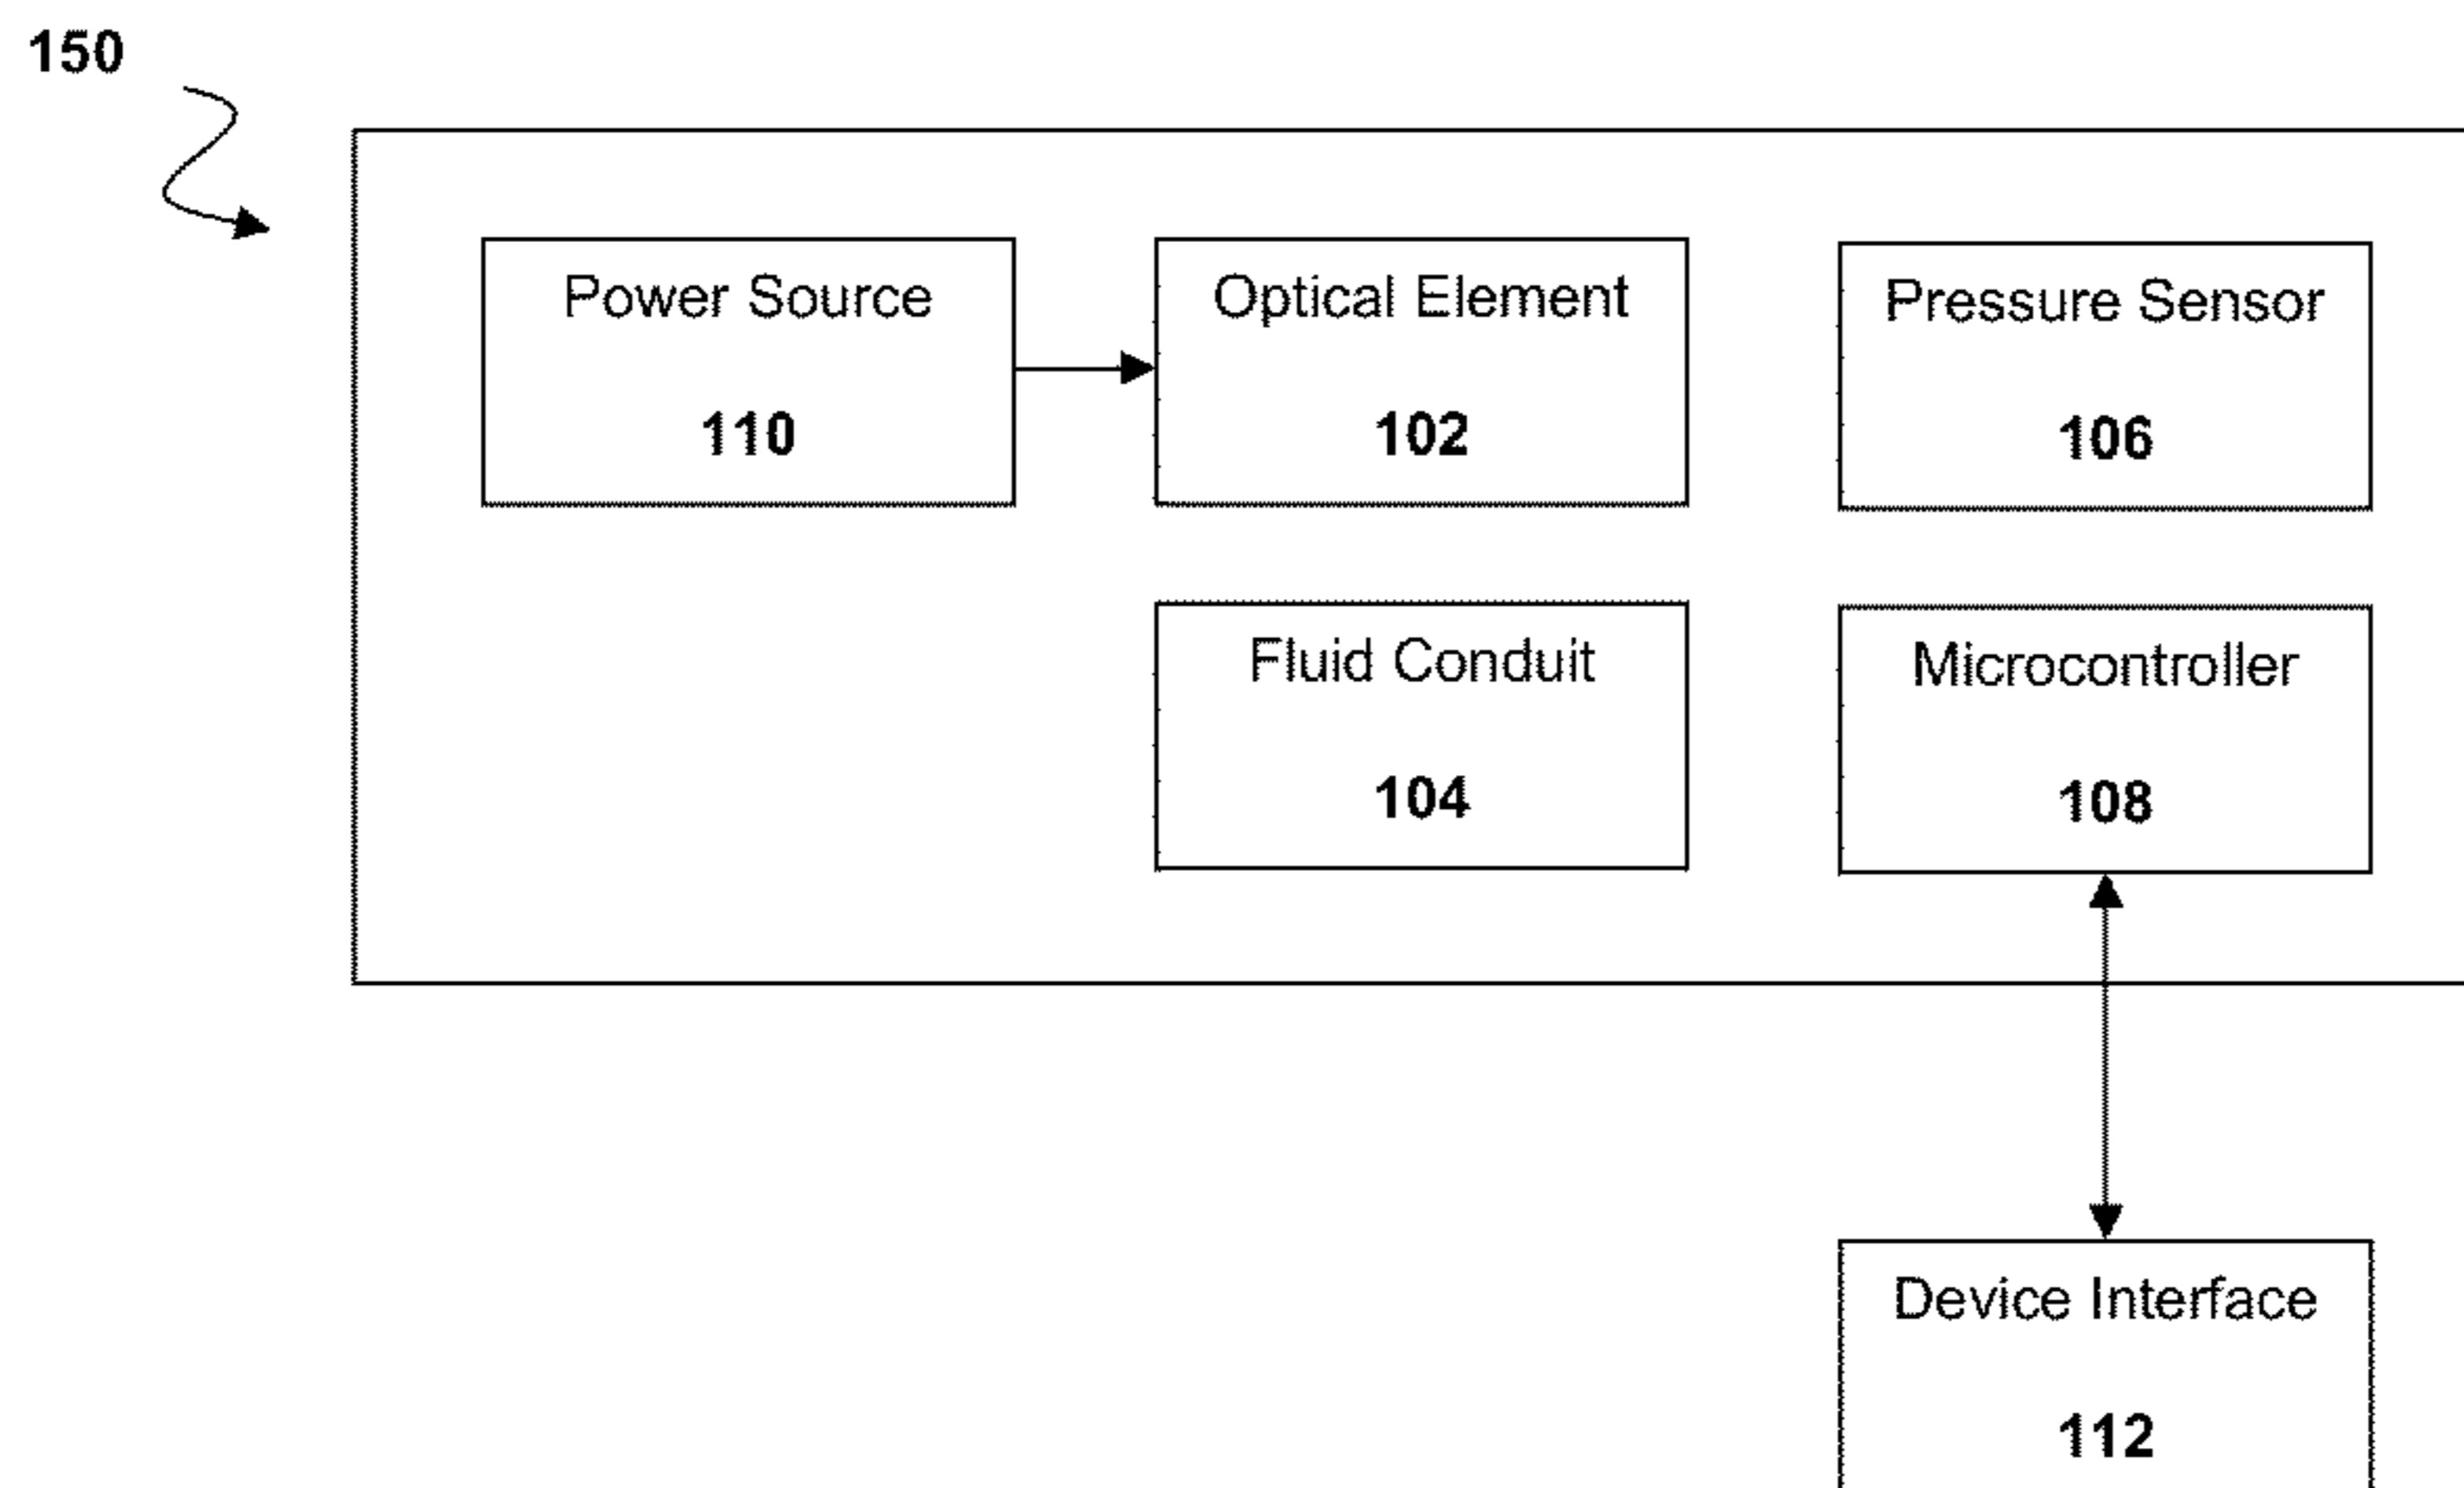 150
Power Source
110
Optical Element
102
Pressure Sensor
106
Fluid Conduit
104
Microcontroller
108
Device Interface
112